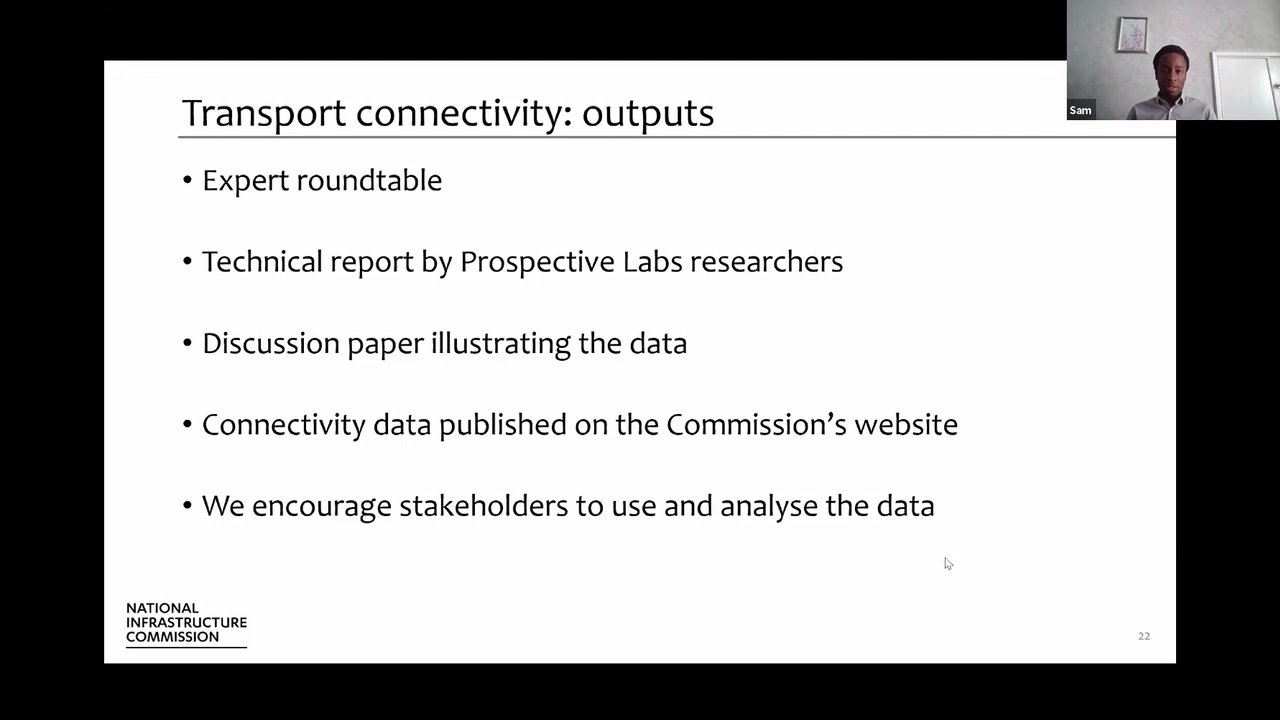 Transport connectivity: outputs
Sam
• Expert roundtable
• Technical report by Prospective Labs researchers
• Discussion paper illustrating the data
• Connectivity data published on the Commission’s website
• We encourage stakeholders to use and analyse the data
NATIONAL
INFRASTRUCTURE
COMMISSION
22